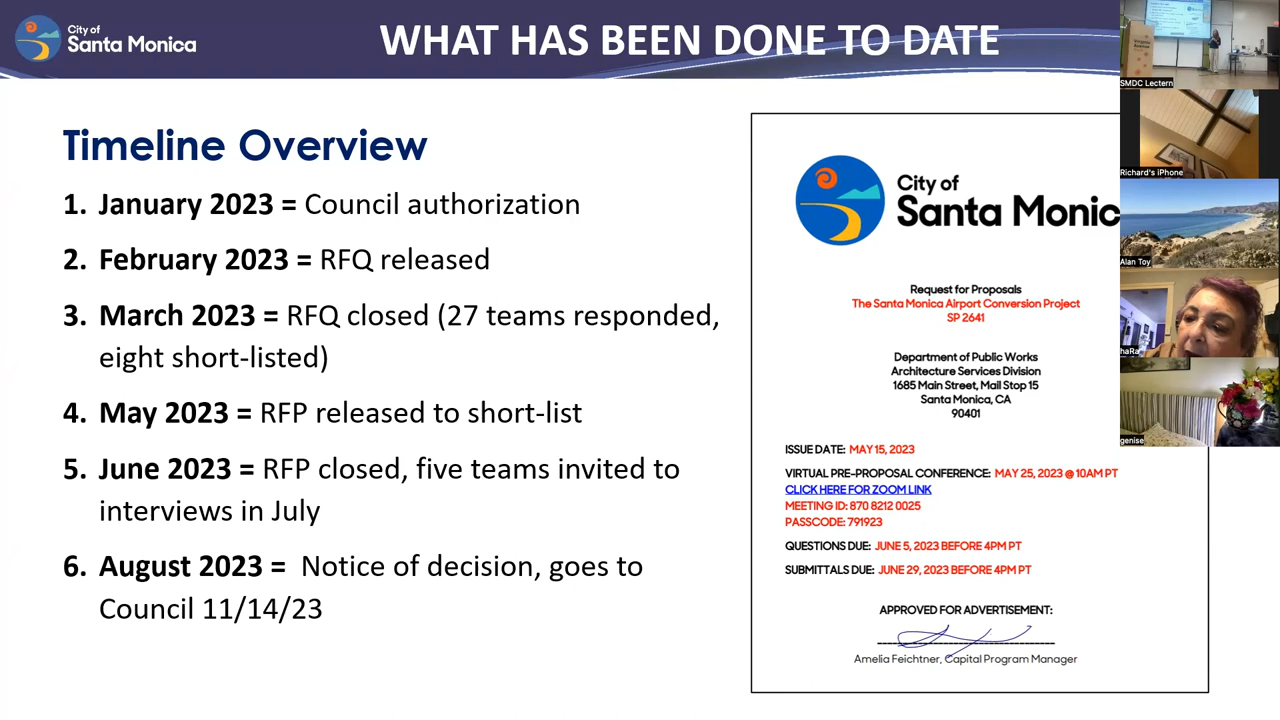 City of
Santa Monica
WHAT HAS BEEN DONE TO DATE
Timeline Overview
1. January 2023 = Council authorization
2. February 2023 = RFQ released
3. March 2023 = RFQ closed (27 teams responded,
eight short-listed)
4. May 2023 = RFP released to short-list
5. June 2023 = RFP closed, five teams invited to
interviews in July
6. August 2023 = Notice of decision, goes to
Council 11/14/23
City of
Santa Monic
Request for Proposals
The Santa Monica Airport Conversion Project
SP 2641
Department of Public Works
Architecture Services Division
1685 Main Street, Mail Stop 15
Santa Monica, CA
90401
ISSUE DATE: MAY 15, 2023
VIRTUAL PRE-PROPOSAL CONFERENCE: MAY 25, 2023 @ 10AM PT
CLICK HERE FOR ZOOM LINK
MEETING ID: 870 8212 0025
PASSCODE: 791923
QUESTIONS DUE: JUNE 5, 2023 BEFORE 4PM PT
SUBMITTALS DUE: JUNE 29, 2023 BEFORE 4PM PT
APPROVED FOR ADVERTISEMENT:
Amelia Feichtner, Capital Program Manager
SMDC Lectern
Richard's iPhone
Alan Toy
haRa
genise